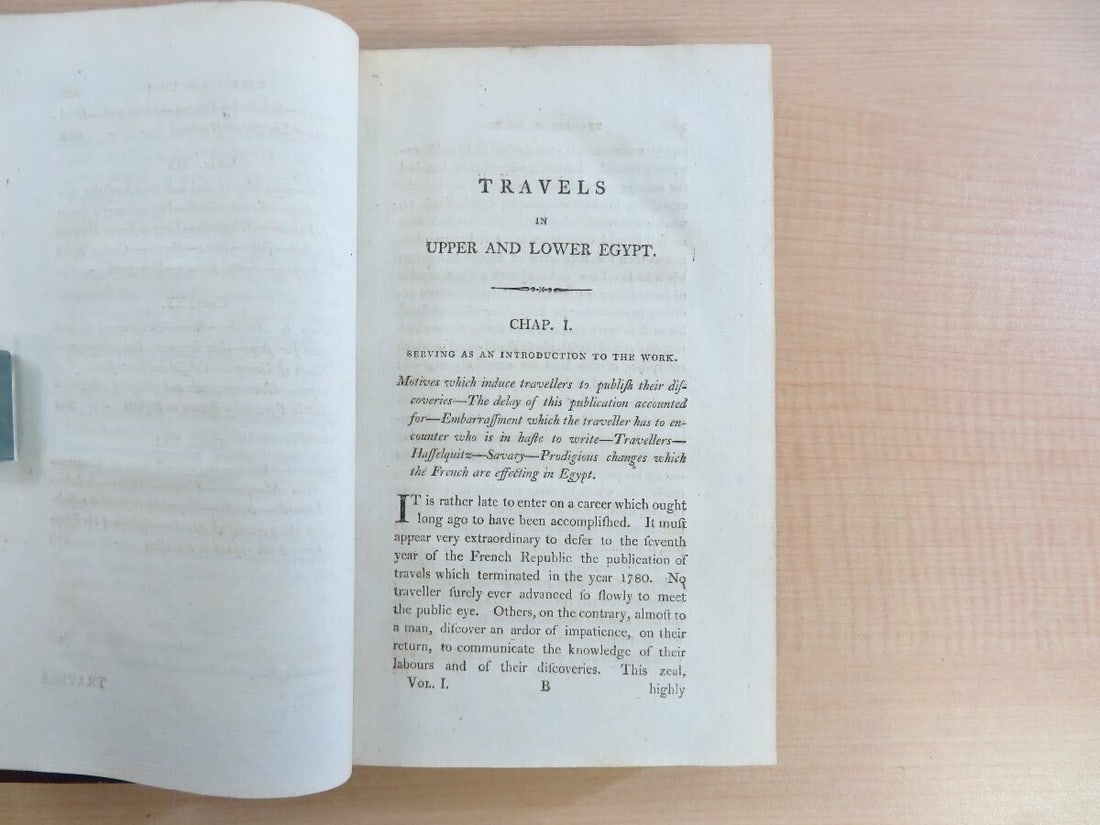 TRAVELS
IN
UPPER AND LOWER EGYPT.
CHAP. I.
SERVING AS AN INTRODUCTION TO THE WORK.
Motives which induce travellers to publiſh their diſ-
coveries—The delay of this publication accounted
for—Embarraſſment which the traveller has to en-
counter who is in haſte to write—Travellers—
Haſſelquitz—Savary—Prodigious changes which
the French are effecting in Egypt.
IT is rather late to enter on a career which ought
long ago to have been accompliſhed. It muſt
appear very extraordinary to defer to the ſeventh
year of the French Republic the publication of
travels which terminated in the year 1780. No
traveller ſurely ever advanced ſo ſlowly to meet
the public eye. Others, on the contrary, almoſt to
a man, diſcover an ardor of impatience, on their
return, to communicate the knowledge of their
labours and of their diſcoveries. This zeal,
VOL. I. B highly